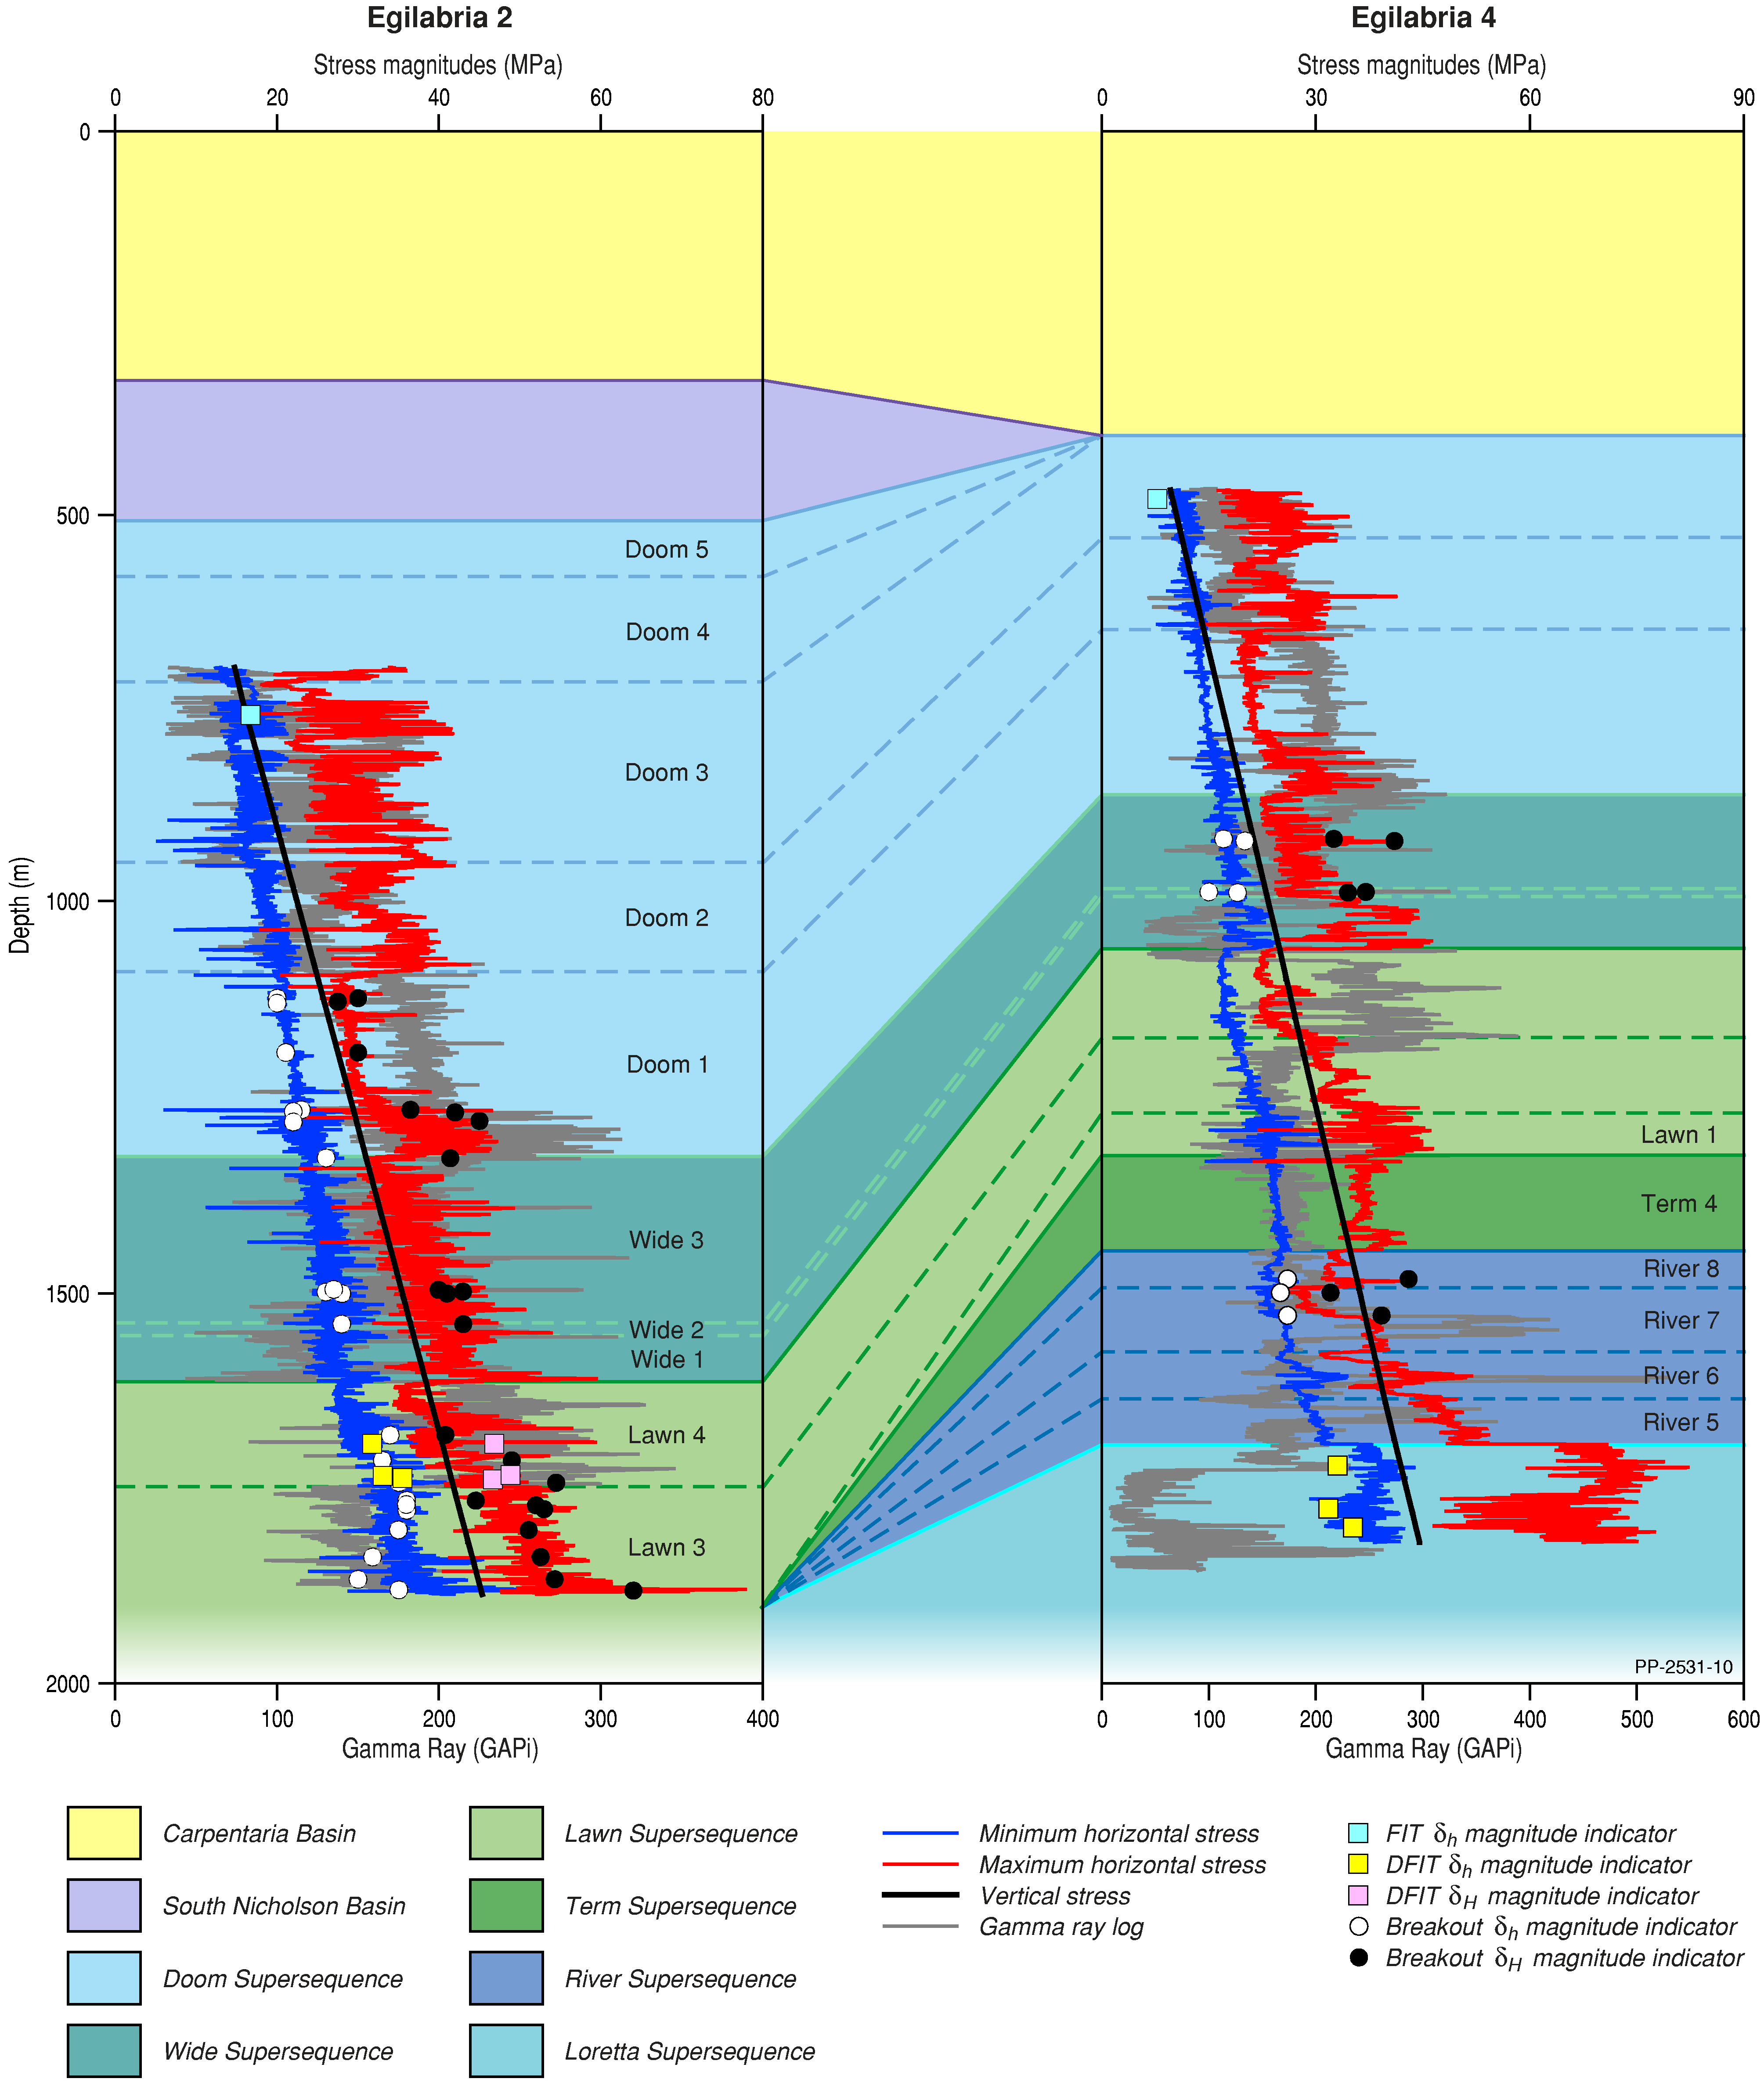 Egilabria 2
Egilabria 4
Stress magnitudes (MPa)
Stress magnitudes (MPa)
0 20 40 60 80
0 30 60 90
0
500
1000
1500
2000
Depth (m)
Doom 5
Doom 4
Doom 3
Doom 2
Doom 1
Wide 3
Wide 2
Wide 1
Lawn 4
Lawn 3
Lawn 1
Term 4
River 8
River 7
River 6
River 5
PP-2531-10
0 100 200 300 400
0 100 200 300 400 500 600
Gamma Ray (GAPi)
Gamma Ray (GAPi)
Carpentaria Basin
South Nicholson Basin
Doom Supersequence
Wide Supersequence
Lawn Supersequence
Term Supersequence
River Supersequence
Loretta Supersequence
Minimum horizontal stress
Maximum horizontal stress
Vertical stress
Gamma ray log
FIT δh magnitude indicator
DFIT δh magnitude indicator
DFIT δH magnitude indicator
Breakout δh magnitude indicator
Breakout δH magnitude indicator